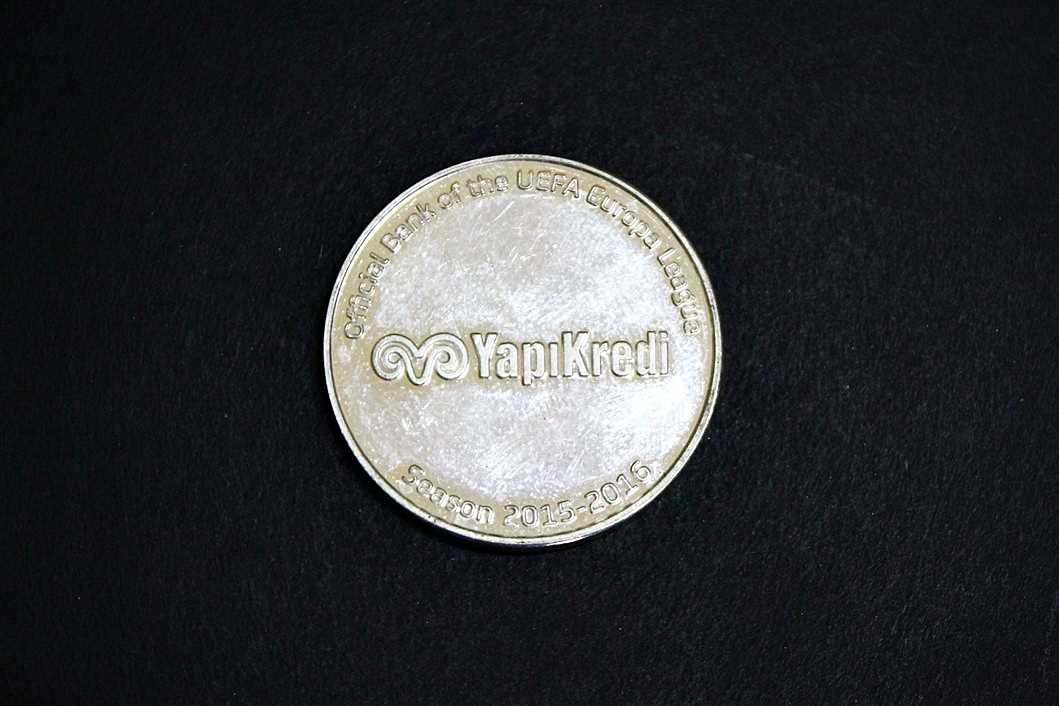 Official Bank of the UEFA Europa League
YapıKredi
Season 2015-2016